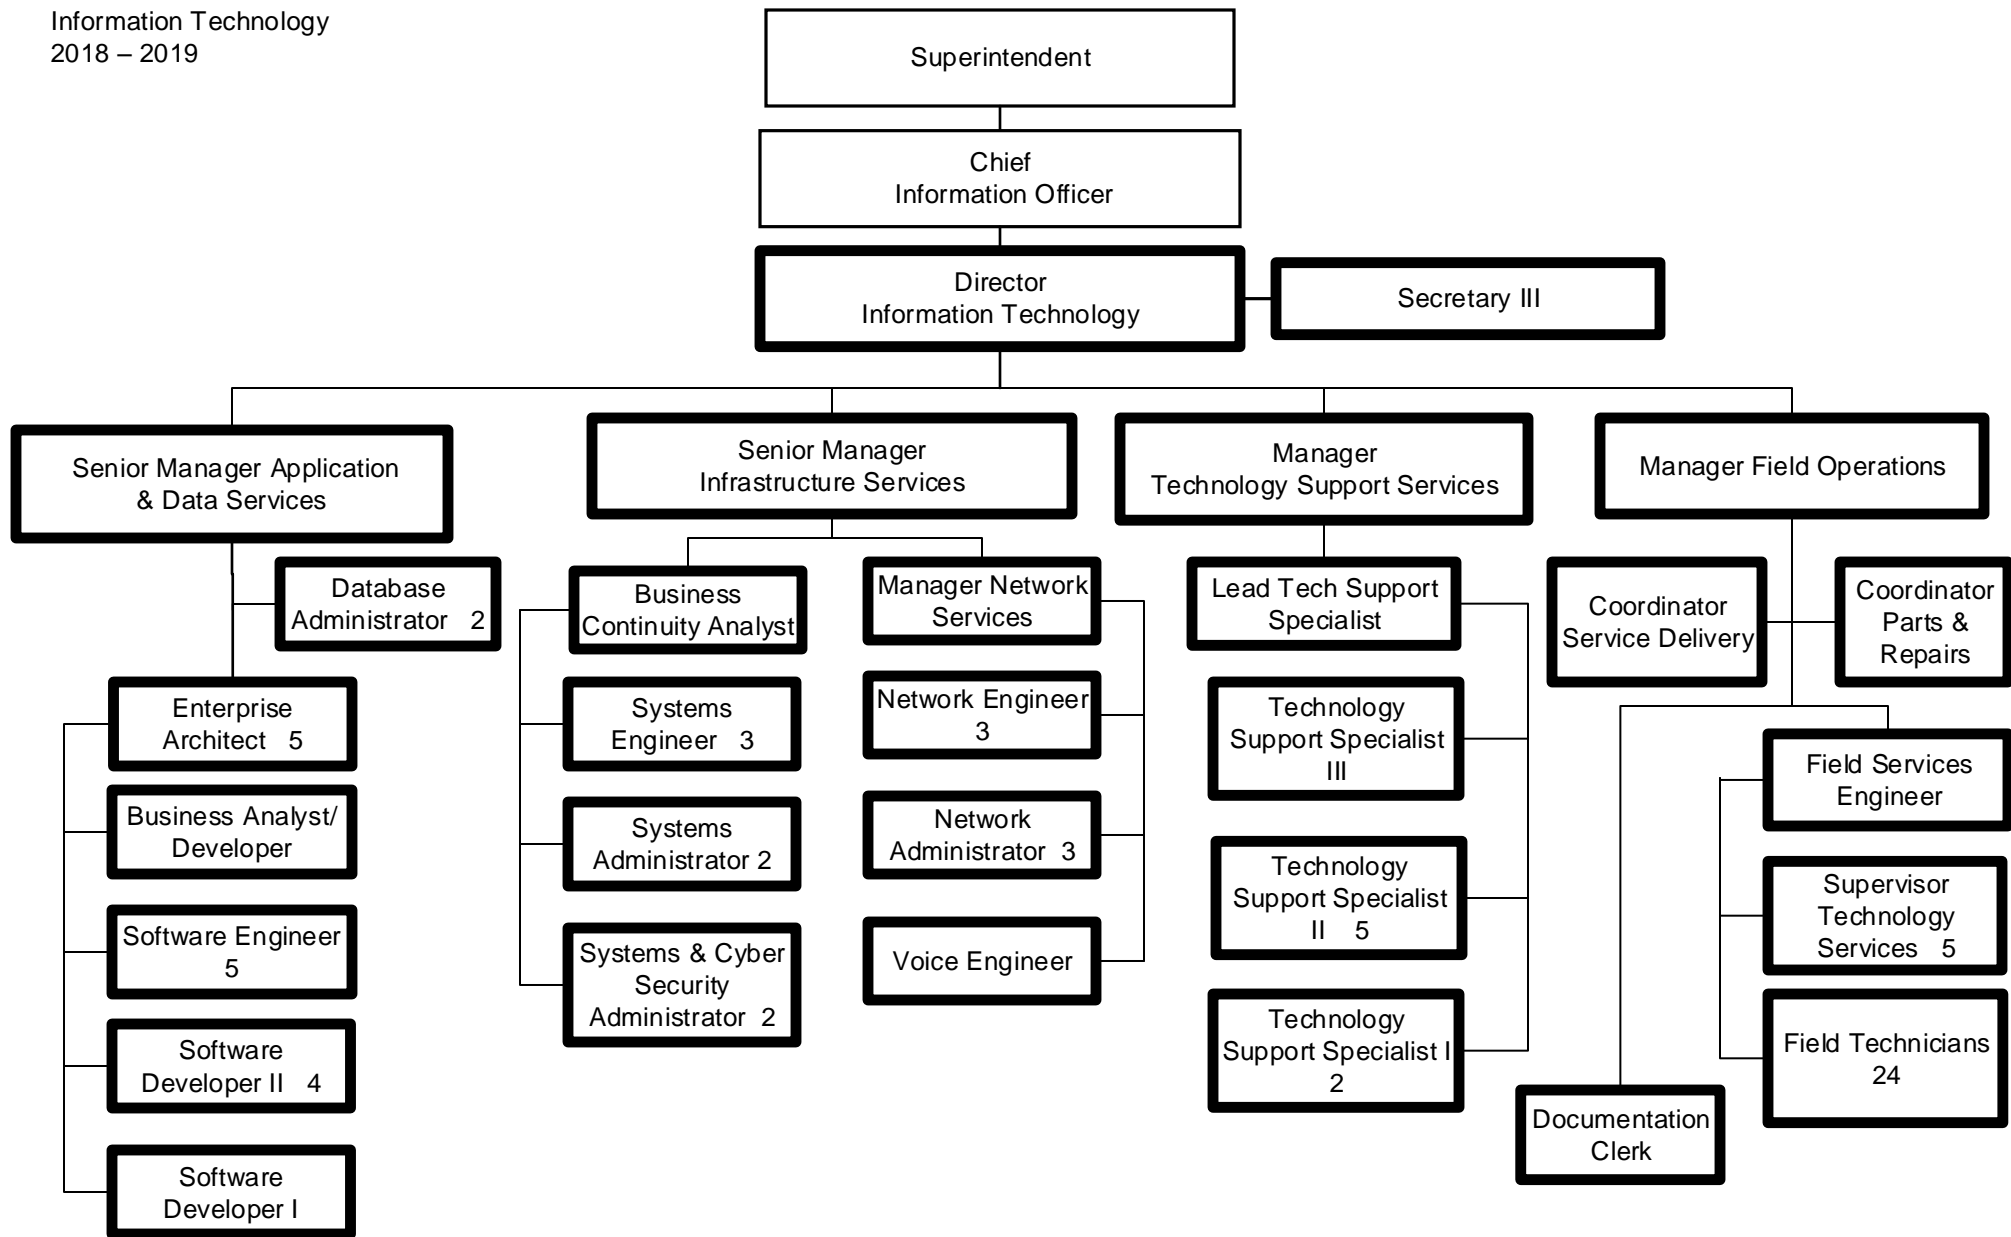 Information Technology
2018 – 2019
Superintendent
Chief
Information Officer
Director
Information Technology
Secretary III
Senior Manager Application
& Data Services
Senior Manager
Infrastructure Services
Manager
Technology Support Services
Manager Field Operations
Database
Administrator 2
Enterprise
Architect 5
Business Analyst/
Developer
Software Engineer
5
Software
Developer II 4
Software
Developer I
Business
Continuity Analyst
Systems
Engineer 3
Systems
Administrator 2
Systems & Cyber
Security
Administrator 2
Manager Network
Services
Network Engineer
3
Network
Administrator 3
Voice Engineer
Lead Tech Support
Specialist
Technology
Support Specialist
III
Technology
Support Specialist
II 5
Technology
Support Specialist I
2
Coordinator
Service Delivery
Coordinator
Parts &
Repairs
Field Services
Engineer
Supervisor
Technology
Services 5
Field Technicians
24
Documentation
Clerk